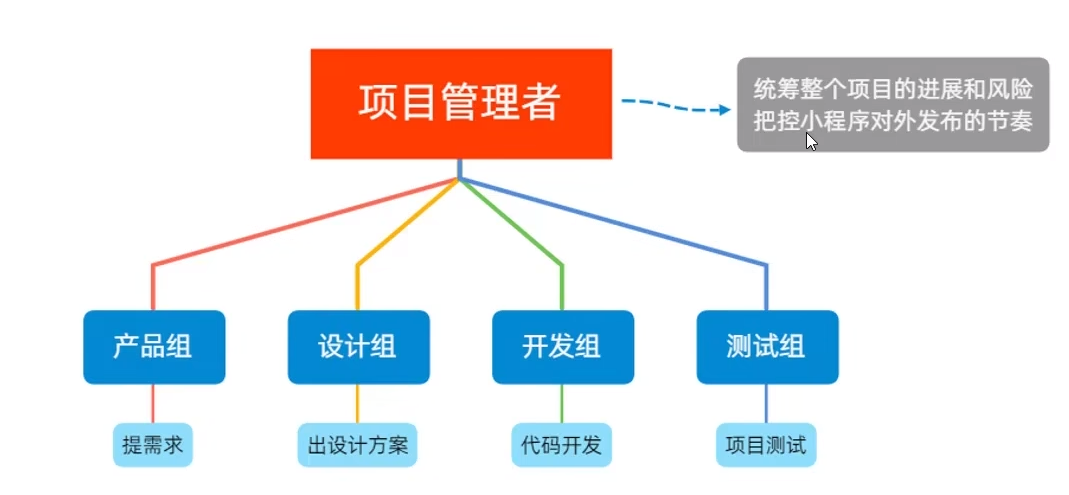 项目管理者
统筹整个项目的进展和风险
把控小程序对外发布的节奏
产品组
设计组
开发组
测试组
提需求
出设计方案
代码开发
项目测试